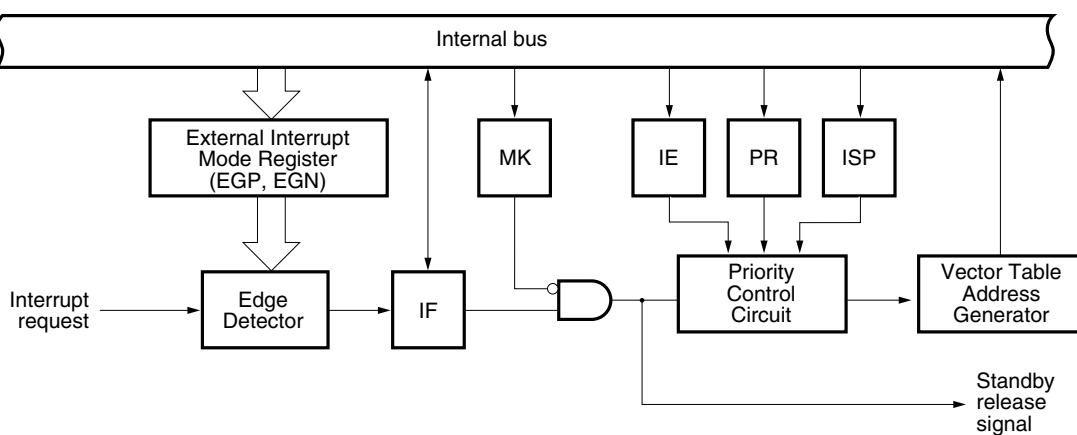 Internal bus
External Interrupt
Mode Register
(EGP, EGN)
MK
IE
PR
ISP
Interrupt
request
Edge
Detector
IF
Priority
Control
Circuit
Vector Table
Address
Generator
Standby
release
signal